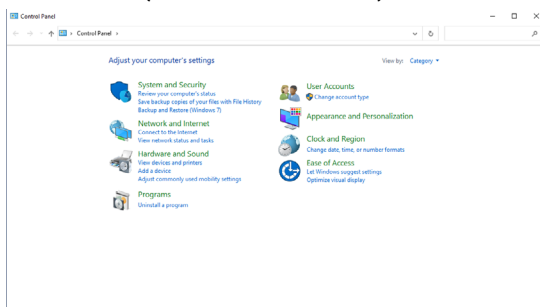 Control Panel
Control Panel
Adjust your computer's settings
View by: Category
System and Security
Review your computer's status
Save backup copies of your files with File History
Backup and Restore (Windows 7)
Network and Internet
Connect to the Internet
View network status and tasks
Hardware and Sound
View devices and printers
Add a device
Adjust commonly used mobility settings
Programs
Uninstall a program
User Accounts
Change account type
Appearance and Personalization
Clock and Region
Change date, time, or number formats
Ease of Access
Let Windows suggest settings
Optimize visual display